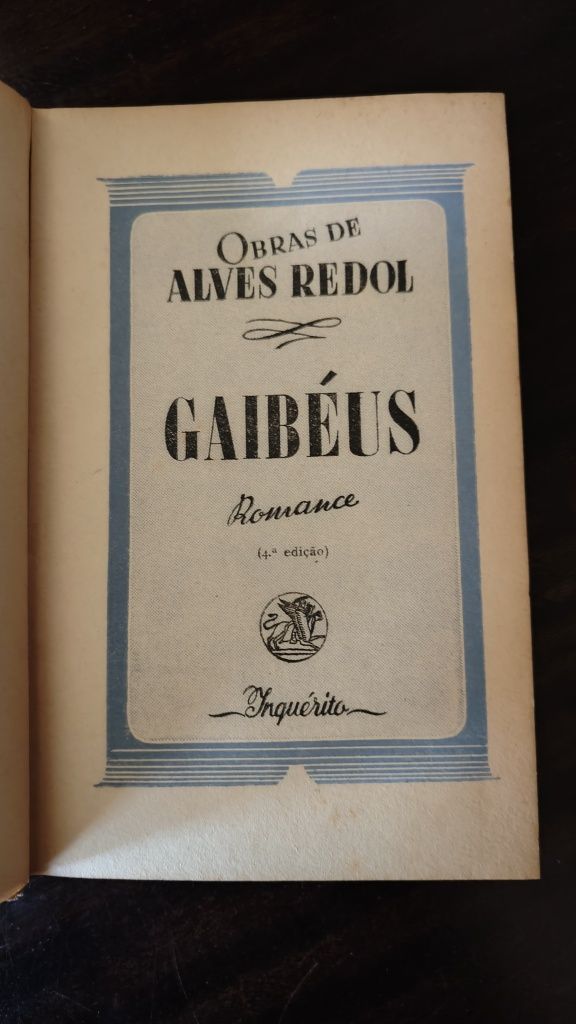 OBRAS DE
ALVES REDOL
GAIBÉUS
Romance
(4.ª edição)
Inquérito